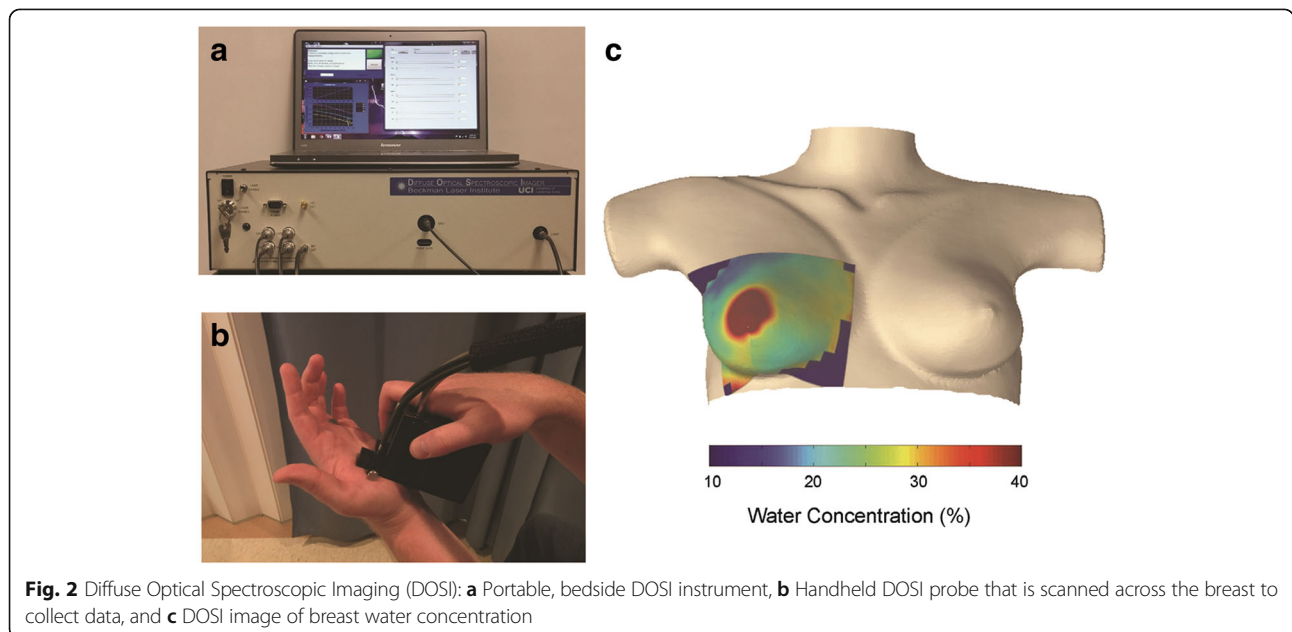 a
lenovo
DIFFUSE OPTICAL SPECTROSCOPIC IMAGER
Beckman Laser Institute
UCI
b
c
10 20 30 40
Water Concentration (%)
Fig. 2 Diffuse Optical Spectroscopic Imaging (DOSI): a Portable, bedside DOSI instrument, b Handheld DOSI probe that is scanned across the breast to
collect data, and c DOSI image of breast water concentration